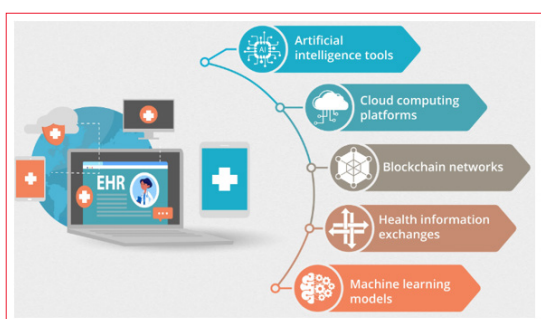 AI
Artificial
intelligence tools
Cloud computing
platforms
EHR
Blockchain networks
Health information
exchanges
Machine learning
models